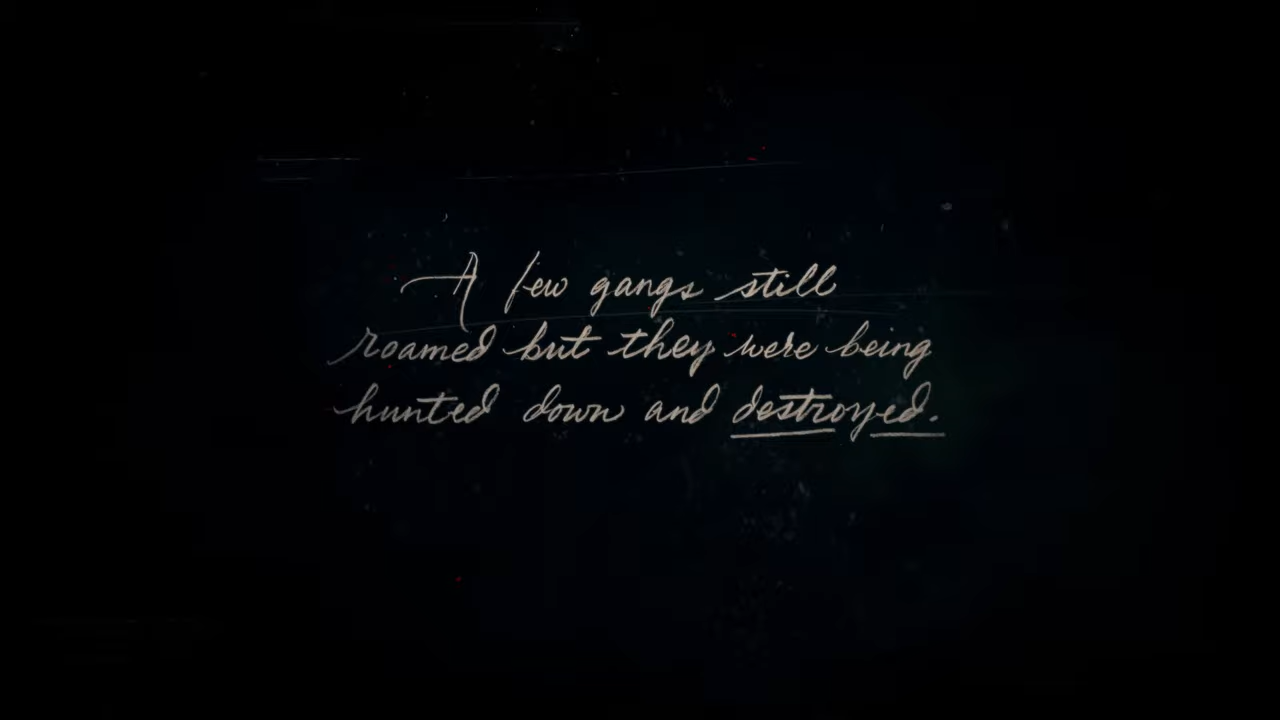 A few gangs still
roamed but they were being
hunted down and destroyed.